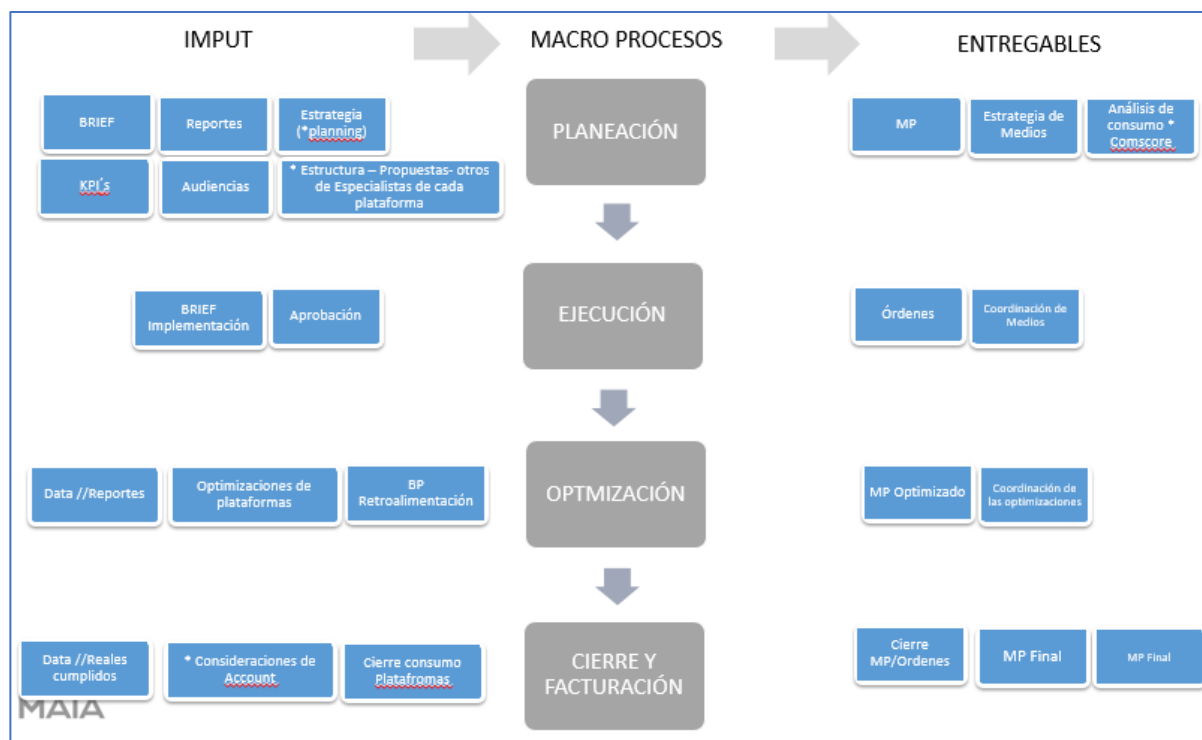 IMPUT
MACRO PROCESOS
ENTREGABLES
BRIEF
Reportes
Estrategia
(*planning)
KPI´s
Audiencias
* Estructura – Propuestas- otros
de Especialistas de cada
plataforma
PLANEACIÓN
MP
Estrategia de
Medios
Análisis de
consumo *
Comscore
BRIEF
Implementación
Aprobación
EJECUCIÓN
Órdenes
Coordinación de
Medios
Data //Reportes
Optimizaciones de
plataformas
BP
Retroalimentación
OPTMIZACIÓN
MP Optimizado
Coordinación de
las optimizaciones
Data //Reales
cumplidos
* Consideraciones de
Account
Cierre consumo
Platafromas
CIERRE Y
FACTURACIÓN
Cierre
MP/Ordenes
MP Final
MP Final
MAIA